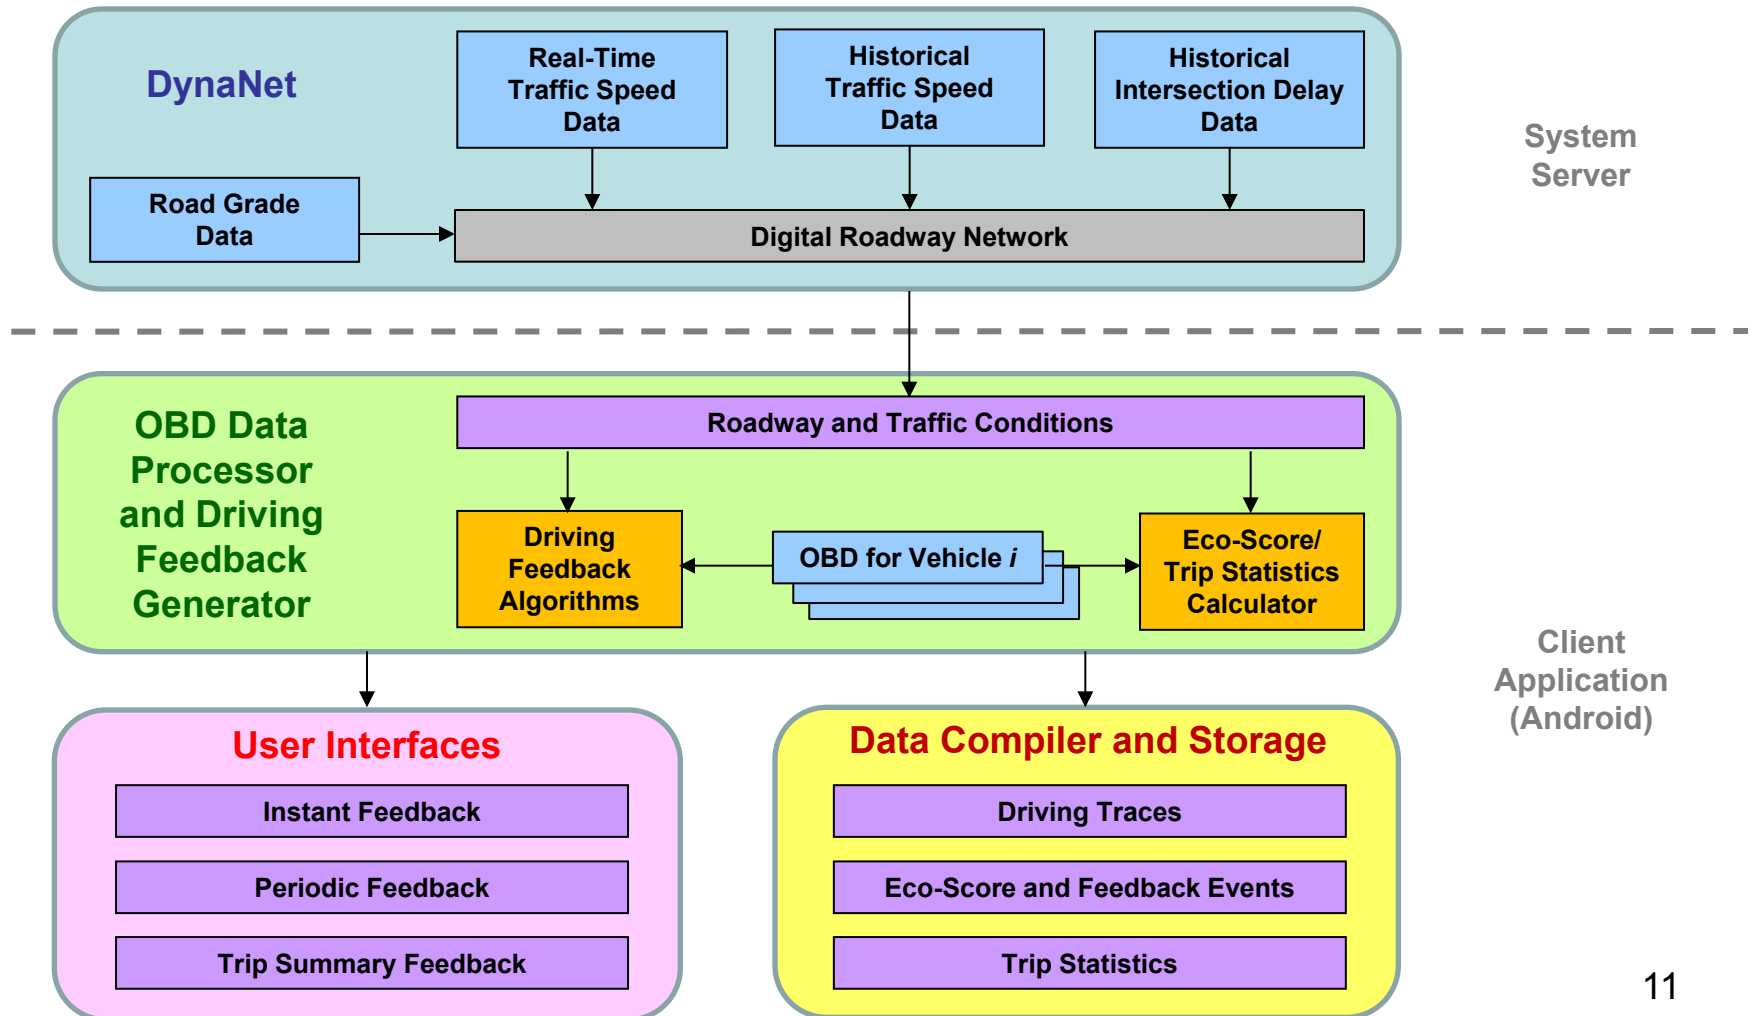 DynaNet
Real-Time
Traffic Speed
Data
Historical
Traffic Speed
Data
Historical
Intersection Delay
Data
System
Server
Road Grade
Data
Digital Roadway Network
OBD Data
Processor
and Driving
Feedback
Generator
Roadway and Traffic Conditions
Driving
Feedback
Algorithms
OBD for Vehicle i
Eco-Score/
Trip Statistics
Calculator
Client
Application
(Android)
User Interfaces
Instant Feedback
Periodic Feedback
Trip Summary Feedback
Data Compiler and Storage
Driving Traces
Eco-Score and Feedback Events
Trip Statistics
11